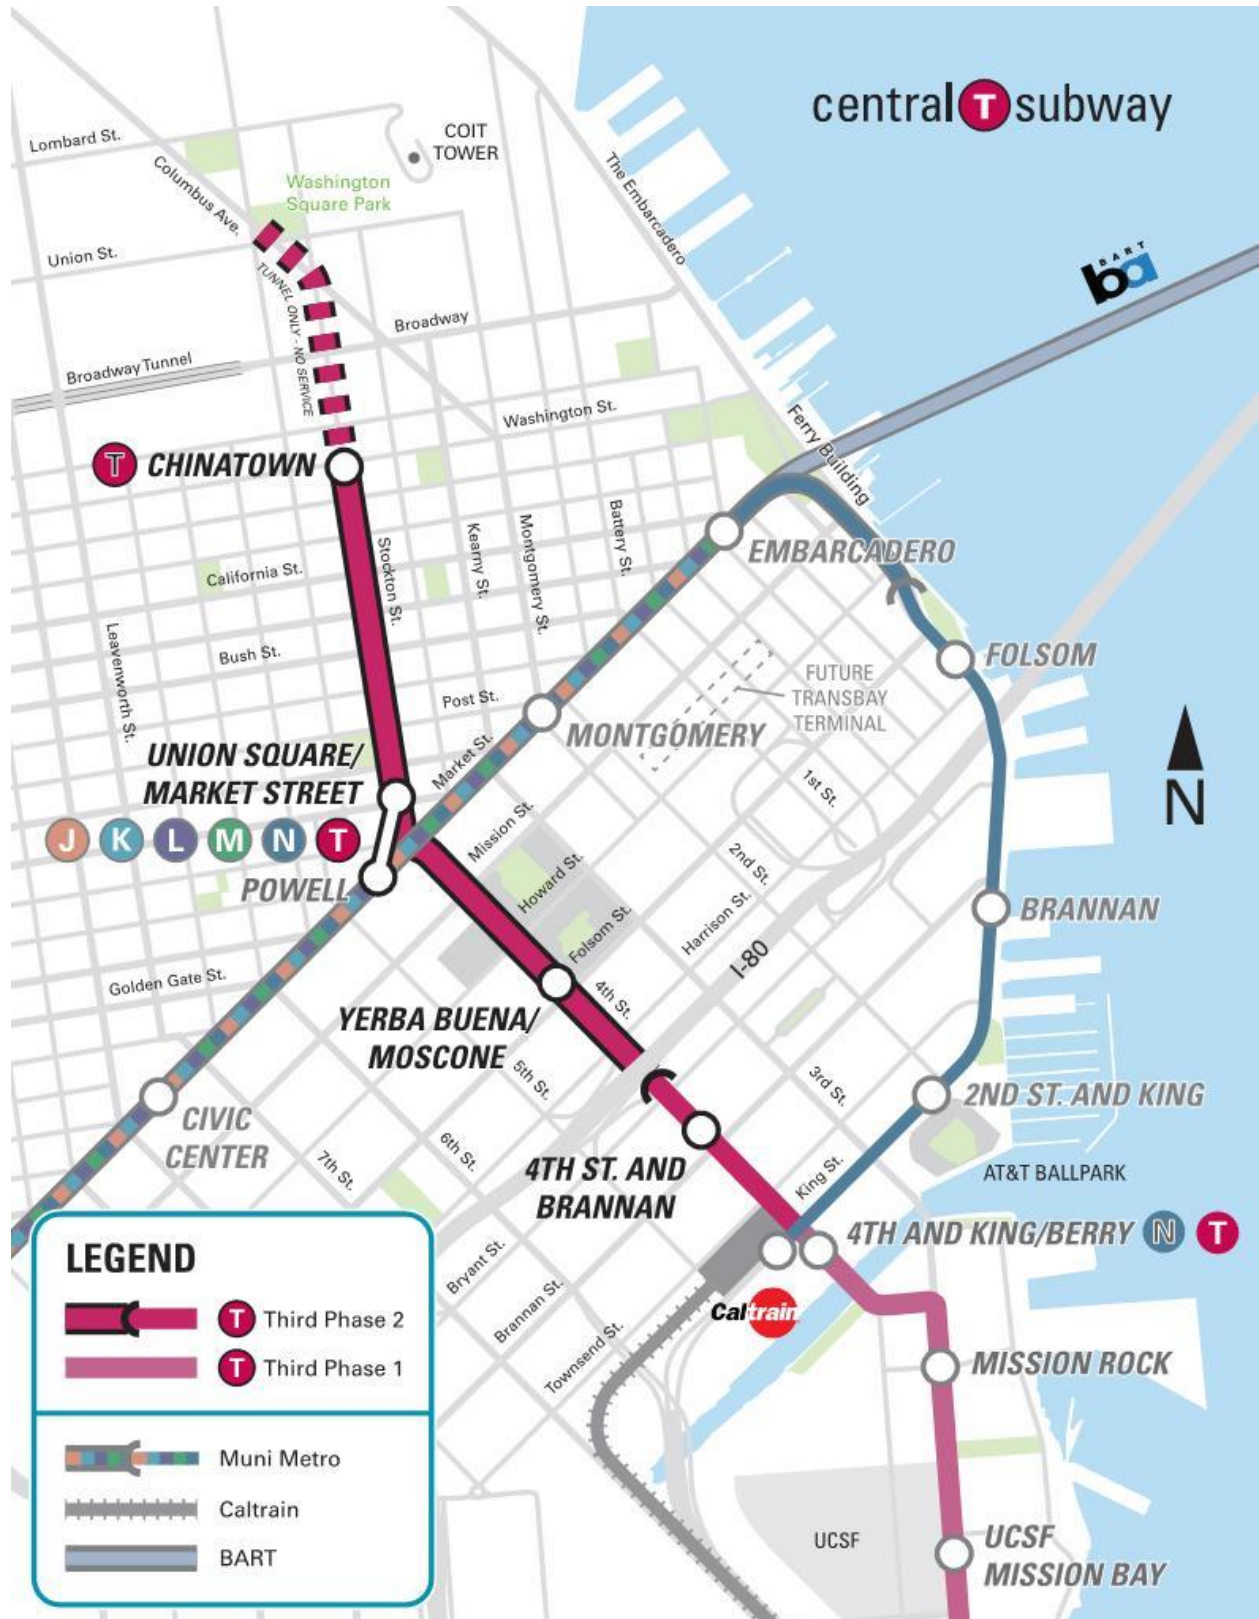 central T subway
Lombard St.
COIT
TOWER
Columbus Ave.
Washington
Square Park
The Embarcadero
Union St.
BART
ba
TUNNEL ONLY - NO SERVICE
Broadway
Broadway Tunnel
Washington St.
Ferry Building
T CHINATOWN
Stockton St.
Kearny St.
Montgomery St.
Battery St.
EMBARCADERO
California St.
Leavenworth St.
Bush St.
FOLSOM
FUTURE
TRANSBAY
TERMINAL
Post St.
MONTGOMERY
Market St.
UNION SQUARE/
MARKET STREET
J K L M N T
POWELL
1st St.
N
Mission St.
Howard St.
2nd St.
Folsom St.
Harrison St.
BRANNAN
I-80
Golden Gate St.
4th St.
YERBA BUENA/
MOSCONE
5th St.
3rd St.
2ND ST. AND KING
CIVIC
CENTER
6th St.
7th St.
4TH ST. AND
BRANNAN
King St.
AT&T BALLPARK
4TH AND KING/BERRY N T
Bryant St.
Brannan St.
Townsend St.
Caltrain
MISSION ROCK
UCSF
UCSF
MISSION BAY
LEGEND
T Third Phase 2
T Third Phase 1
Muni Metro
Caltrain
BART